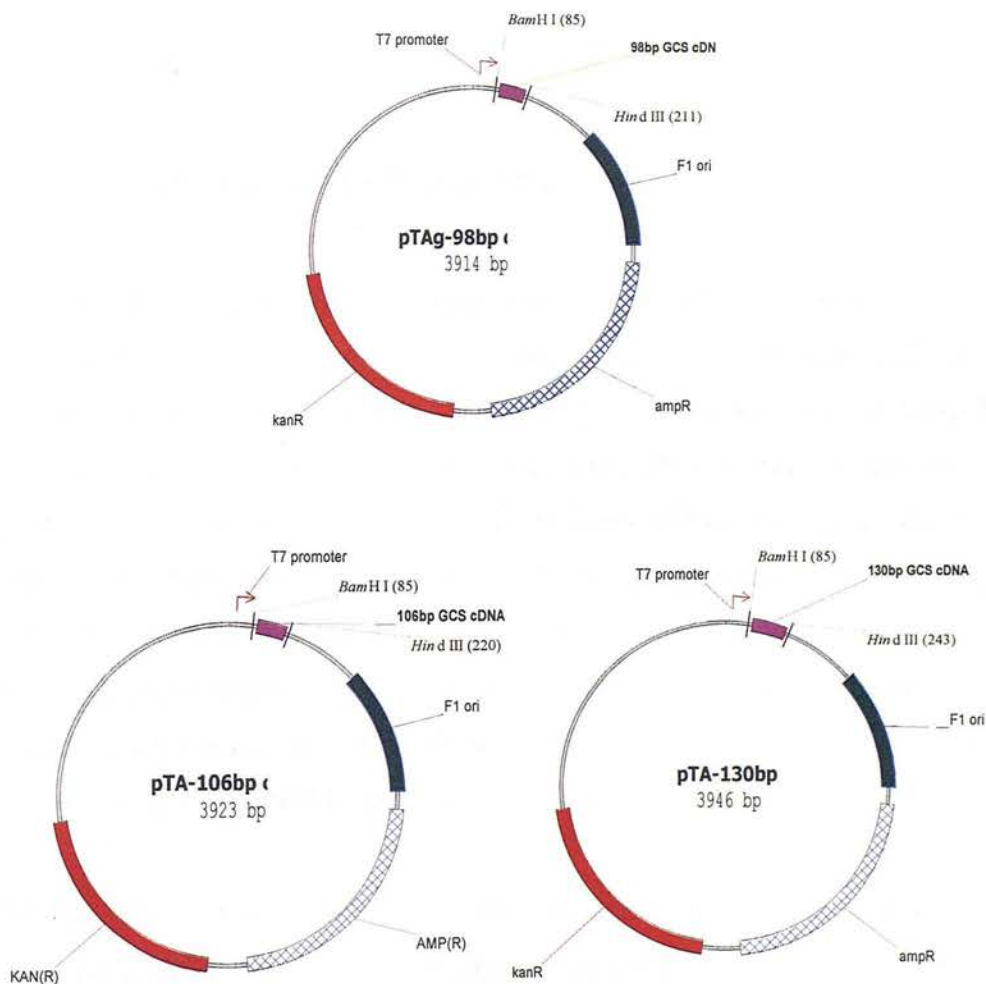 BamH I (85)
T7 promoter
98bp GCS cDN
Hind III (211)
F1 ori
pTAg-98bp c
3914 bp
kanR
ampR
T7 promoter
BamH I (85)
106bp GCS cDNA
Hind III (220)
F1 ori
pTA-106bp c
3923 bp
AMP(R)
KAN(R)
BamH I (85)
T7 promoter
130bp GCS cDNA
Hind III (243)
F1 ori
pTA-130bp
3946 bp
kanR
ampR